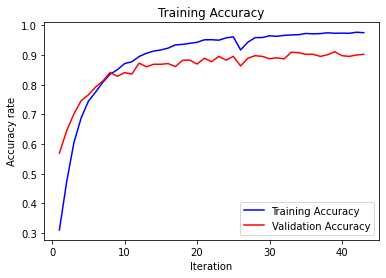 Training Accuracy
1.0
0.9
0.8
0.7
0.6
0.5
0.4
0.3
Accuracy rate
Training Accuracy
Validation Accuracy
0 10 20 30 40
Iteration